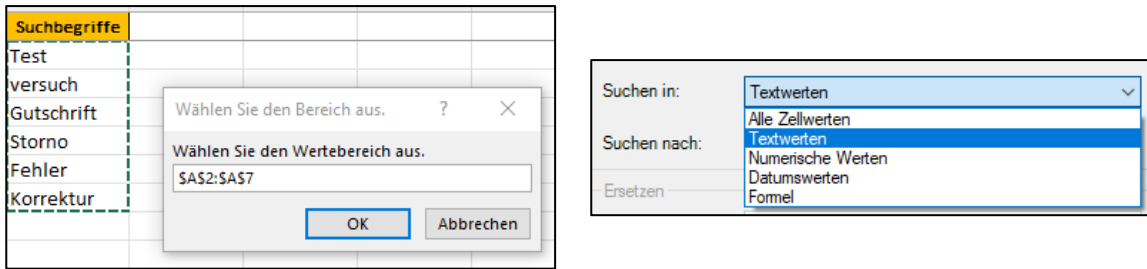 Suchbegriffe
Test
versuch
Gutschrift
Storno
Fehler
Korrektur
Wählen Sie den Bereich aus. ?
Wählen Sie den Wertebereich aus.
$A$2:$A$7
OK Abbrechen
Suchen in: Textwerten
Alle Zellwerten
Textwerten
Suchen nach:
Numerische Werten
Datumswerten
Ersetzen
Formel